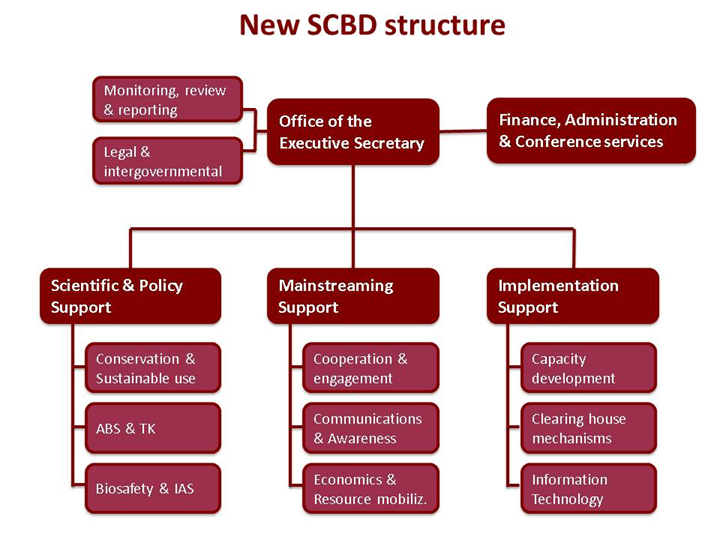 New SCBD structure
Monitoring, review
& reporting
Legal &
intergovernmental
Office of the
Executive Secretary
Finance, Administration
& Conference services
Scientific & Policy
Support
Conservation &
Sustainable use
ABS & TK
Biosafety & IAS
Mainstreaming
Support
Cooperation &
engagement
Communications
& Awareness
Economics &
Resource mobiliz.
Implementation
Support
Capacity
development
Clearing house
mechanisms
Information
Technology